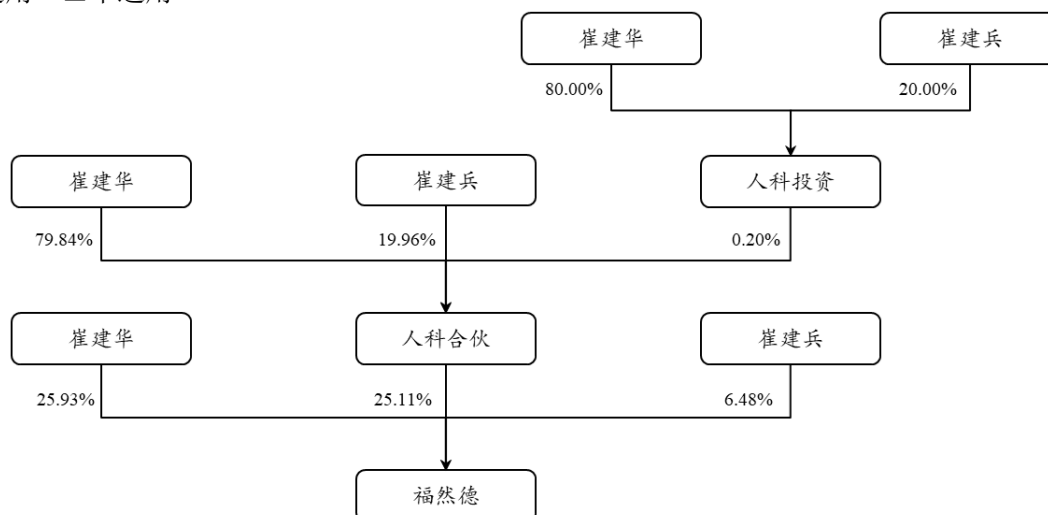 崔建华 崔建兵
80.00% 20.00%
崔建华 崔建兵 人科投资
79.84% 19.96% 0.20%
崔建华 人科合伙 崔建兵
25.93% 25.11% 6.48%
福然德